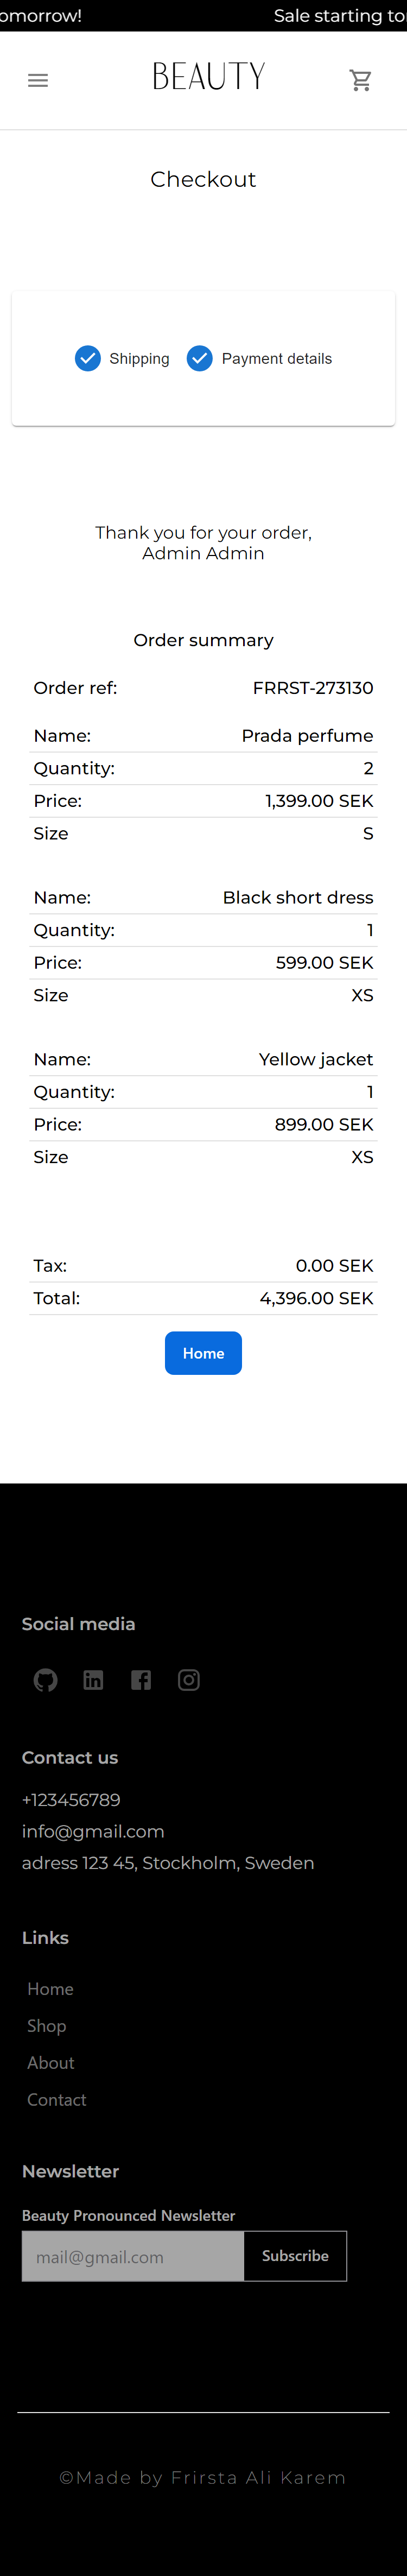 omorrow! Sale starting to
BEAUTY
Checkout
Shipping Payment details
Thank you for your order,
Admin Admin
Order summary
Order ref: FRRST-273130
Name: Prada perfume
Quantity: 2
Price: 1,399.00 SEK
Size S
Name: Black short dress
Quantity: 1
Price: 599.00 SEK
Size XS
Name: Yellow jacket
Quantity: 1
Price: 899.00 SEK
Size XS
Tax: 0.00 SEK
Total: 4,396.00 SEK
Home
Social media
Contact us
+123456789
info@gmail.com
adress 123 45, Stockholm, Sweden
Links
Home
Shop
About
Contact
Newsletter
Beauty Pronounced Newsletter
mail@gmail.com Subscribe
©Made by Frirsta Ali Karem